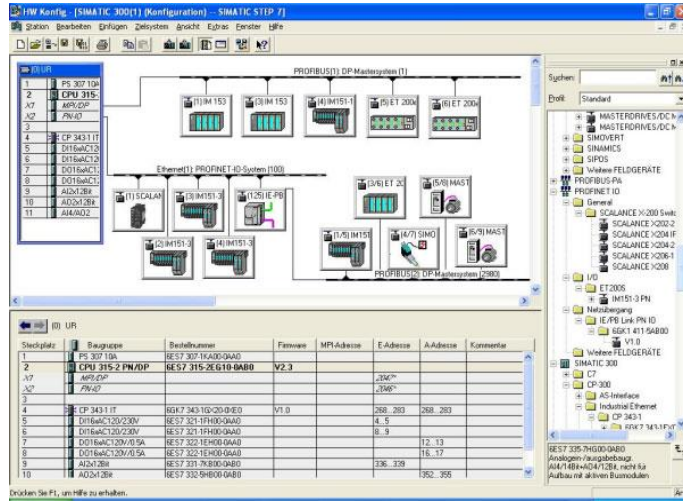 HW Konfig - [SIMATIC 300(1) (Konfiguration) -- SIMATIC STEP 7]
Station Bearbeiten Einfügen Zielsystem Ansicht Extras Fenster Hilfe
(0) UR
1 PS 307 10A
2 CPU 315-
X1 MPI/DP
X2 PN-IO
3
4 CP 343-1 IT
5 DI16xAC12
6 DI16xAC12
7 DO16xAC1
8 DO16xAC1
9 AI2x12Bit
10 AO2x12Bit
11 AI4/AO2
PROFIBUS(1): DP-Mastersystem (1)
(1) IM 153
(3) IM 153
(4) IM151-1
(5) ET 200
(6) ET 200
Ethernet(1): PROFINET-IO-System (100)
(1) SCALAN
(3) IM151-3
(125) IE-PB
(2) IM151-3
(4) IM151-3
(3/6) ET 20
(5/8) MAST
(1/5) IM151
(4/7) SIMO
(6/9) MAST
PROFIBUS(2): DP-Mastersystem (2980)
Suchen:
Profil: Standard
MASTERDRIVES/DC M
MASTERDRIVES/DC M
SIMOVERT
SINAMICS
SIPOS
Weitere FELDGERÄTE
PROFIBUS-PA
PROFINET IO
General
SCALANCE X-200 Switc
SCALANCE X202-2
SCALANCE X204 IF
SCALANCE X204-2
SCALANCE X206-1
SCALANCE X208
I/O
ET200S
IM151-3 PN
Netzübergang
IE/PB Link PN IO
6GK1 411-5AB00
V1.0
Weitere FELDGERÄTE
SIMATIC 300
C7
CP-300
AS-Interface
Industrial Ethernet
CP 343-1
6GK7 343-1EX
6ES7 335-7HG00-0AB0
Analogein-/ausgabebaugr.
AI4/14Bit+AO4/12Bit, nicht für
Aufbau mit aktiven Busmodulen
(0) UR
Steckplatz Baugruppe Bestellnummer Firmware MPI-Adresse E-Adresse A-Adresse Kommentar
1 PS 307 10A 6ES7 307-1KA00-0AA0
2 CPU 315-2 PN/DP 6ES7 315-2EG10-0AB0 V2.3
X1 MPI/DP 2047*
X2 PN-IO 2046*
3
4 CP 343-1 IT 6GK7 343-1GX20-0XE0 V1.0 268...283 268...283
5 DI16xAC120/230V 6ES7 321-1FH00-0AA0 4...5
6 DI16xAC120/230V 6ES7 321-1FH00-0AA0 8...9
7 DO16xAC120V/0.5A 6ES7 322-1EH00-0AA0 12...13
8 DO16xAC120V/0.5A 6ES7 322-1EH00-0AA0 16...17
9 AI2x12Bit 6ES7 331-7KB00-0AB0 336...339
10 AO2x12Bit 6ES7 332-5HB00-0AB0 352...355
Drücken Sie F1, um Hilfe zu erhalten.